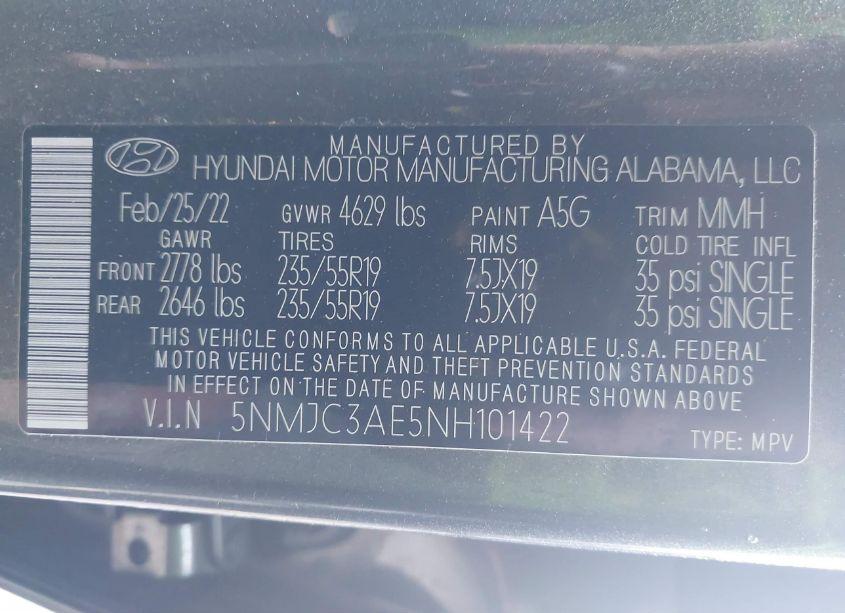 MANUFACTURED BY
HYUNDAI MOTOR MANUFACTURING ALABAMA, LLC
Feb/25/22 GVWR 4629 lbs PAINT A5G TRIM MMH
GAWR TIRES RIMS COLD TIRE INFL
FRONT 2778 lbs 235/55R19 7.5JX19 35 psi SINGLE
REAR 2646 lbs 235/55R19 7.5JX19 35 psi SINGLE
THIS VEHICLE CONFORMS TO ALL APPLICABLE U.S.A. FEDERAL
MOTOR VEHICLE SAFETY AND THEFT PREVENTION STANDARDS
IN EFFECT ON THE DATE OF MANUFACTURE SHOWN ABOVE
V.I.N 5NMJC3AE5NH101422 TYPE: MPV